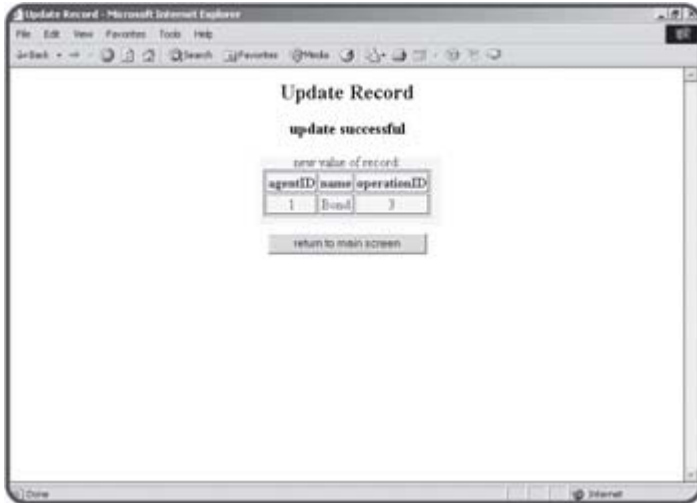 Update Record - Microsoft Internet Explorer
File Edit View Favorites Tools Help
Back Search Favorites Media
Update Record
update successful
new value of record:
agentID name operationID
1 Bond 3
return to main screen
Done Internet